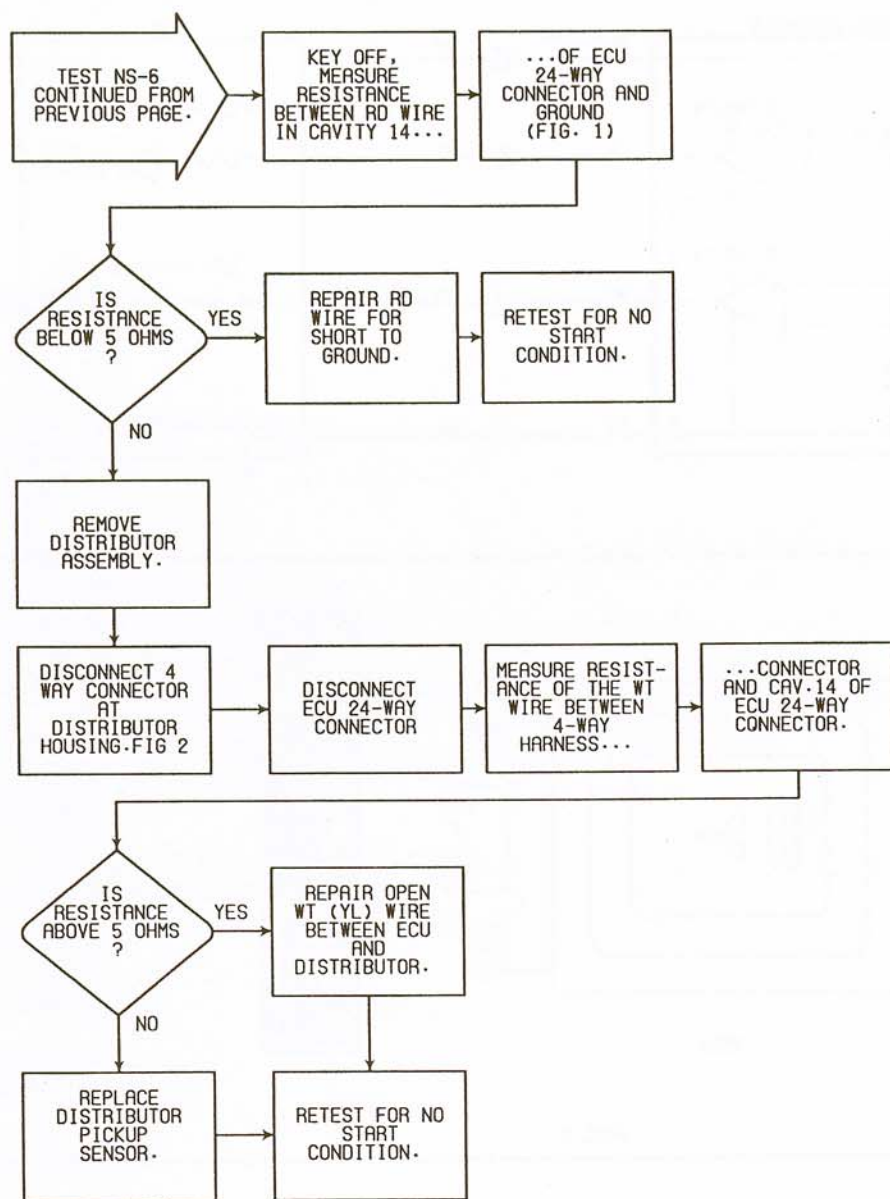 TEST NS-6
CONTINUED FROM
PREVIOUS PAGE.
KEY OFF,
MEASURE
RESISTANCE
BETWEEN RD WIRE
IN CAVITY 14...
...OF ECU
24-WAY
CONNECTOR AND
GROUND
(FIG. 1)
IS
RESISTANCE
BELOW 5 OHMS
?
YES
REPAIR RD
WIRE FOR
SHORT TO
GROUND.
RETEST FOR NO
START
CONDITION.
NO
REMOVE
DISTRIBUTOR
ASSEMBLY.
DISCONNECT 4
WAY CONNECTOR
AT
DISTRIBUTOR
HOUSING.FIG 2
DISCONNECT
ECU 24-WAY
CONNECTOR
MEASURE RESIST-
ANCE OF THE WT
WIRE BETWEEN
4-WAY
HARNESS...
...CONNECTOR
AND CAV.14 OF
ECU 24-WAY
CONNECTOR.
IS
RESISTANCE
ABOVE 5 OHMS
?
YES
REPAIR OPEN
WT (YL) WIRE
BETWEEN ECU
AND
DISTRIBUTOR.
NO
REPLACE
DISTRIBUTOR
PICKUP
SENSOR.
RETEST FOR NO
START
CONDITION.